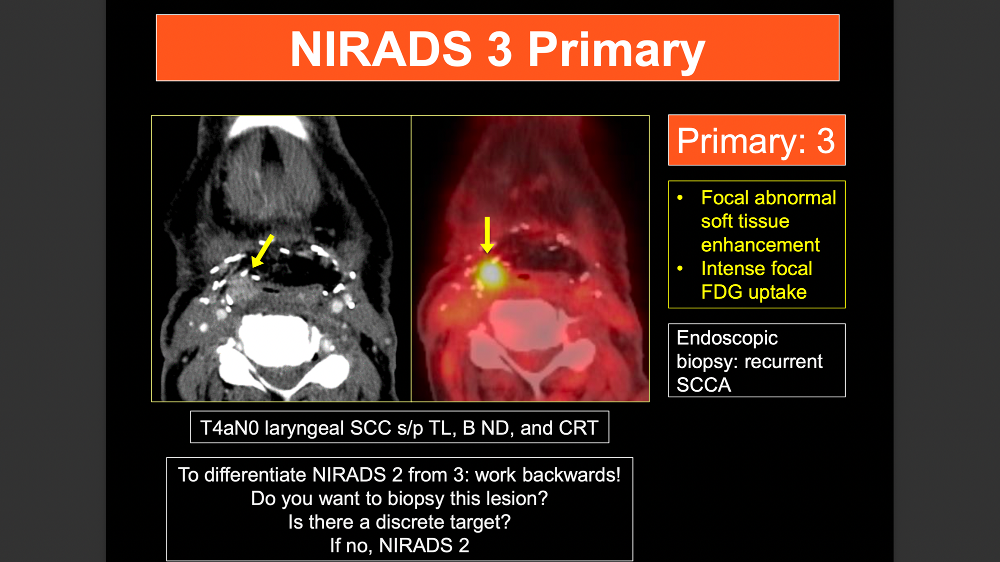 NIRADS 3 Primary
Primary: 3
• Focal abnormal
soft tissue
enhancement
• Intense focal
FDG uptake
Endoscopic
biopsy: recurrent
SCCA
T4aN0 laryngeal SCC s/p TL, B ND, and CRT
To differentiate NIRADS 2 from 3: work backwards!
Do you want to biopsy this lesion?
Is there a discrete target?
If no, NIRADS 2